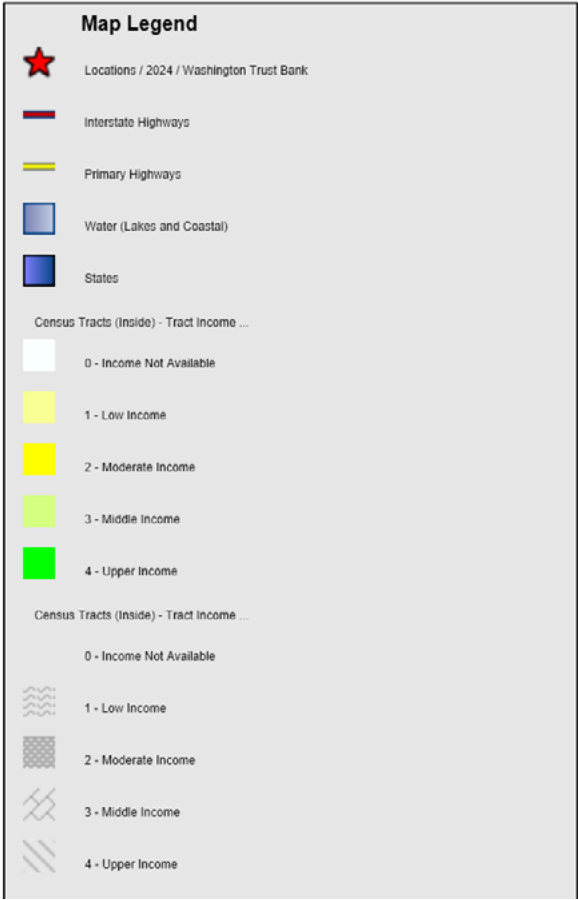 Map Legend
Locations / 2024 / Washington Trust Bank
Interstate Highways
Primary Highways
Water (Lakes and Coastal)
States
Census Tracts (Inside) - Tract Income ...
0 - Income Not Available
1 - Low Income
2 - Moderate Income
3 - Middle Income
4 - Upper Income
Census Tracts (Inside) - Tract Income ...
0 - Income Not Available
1 - Low Income
2 - Moderate Income
3 - Middle Income
4 - Upper Income